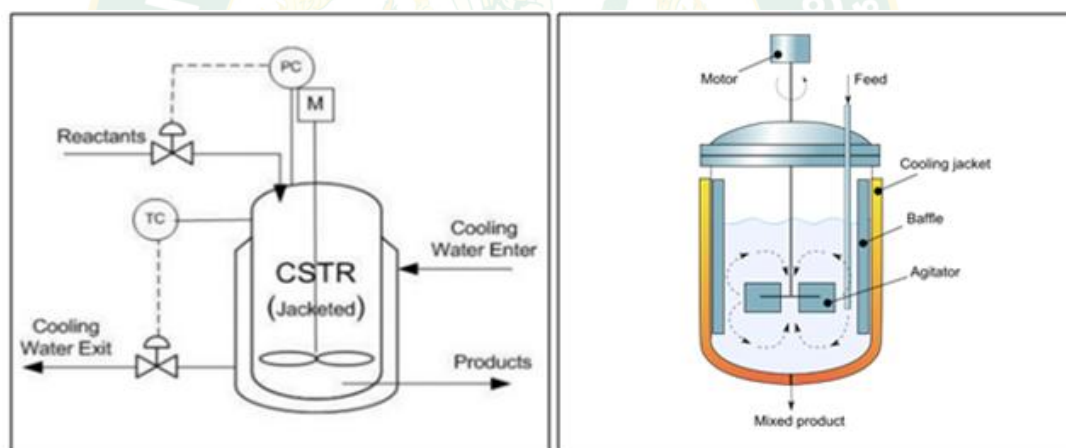 PC
M
Reactants
TC
Cooling
Water Enter
CSTR
(Jacketed)
Cooling
Water Exit
Products
Motor
Feed
Cooling jacket
Baffle
Agitator
Mixed product